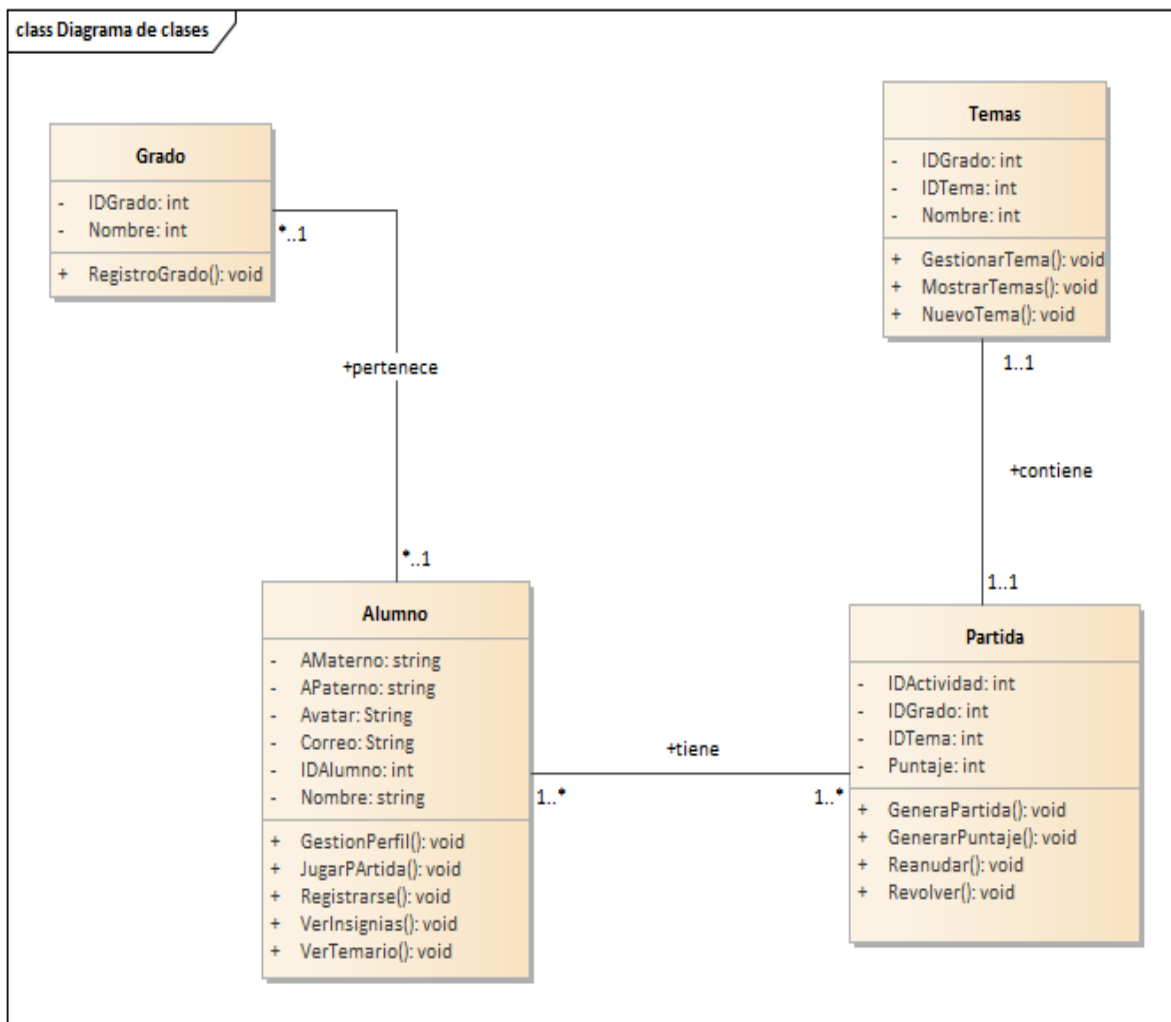 class Diagrama de clases
Grado
- IDGrado: int
- Nombre: int
+ RegistroGrado(): void
*..1
+pertenece
*..1
Temas
- IDGrado: int
- IDTema: int
- Nombre: int
+ GestionarTema(): void
+ MostrarTemas(): void
+ NuevoTema(): void
1..1
+contiene
1..1
Alumno
- AMaterno: string
- APaterno: string
- Avatar: String
- Correo: String
- IDAlumno: int
- Nombre: string
+ GestionPerfil(): void
+ JugarPArtida(): void
+ Registrarse(): void
+ VerInsignias(): void
+ VerTemario(): void
+tiene
1..*
1..*
Partida
- IDActividad: int
- IDGrado: int
- IDTema: int
- Puntaje: int
+ GeneraPartida(): void
+ GenerarPuntaje(): void
+ Reanudar(): void
+ Revolver(): void